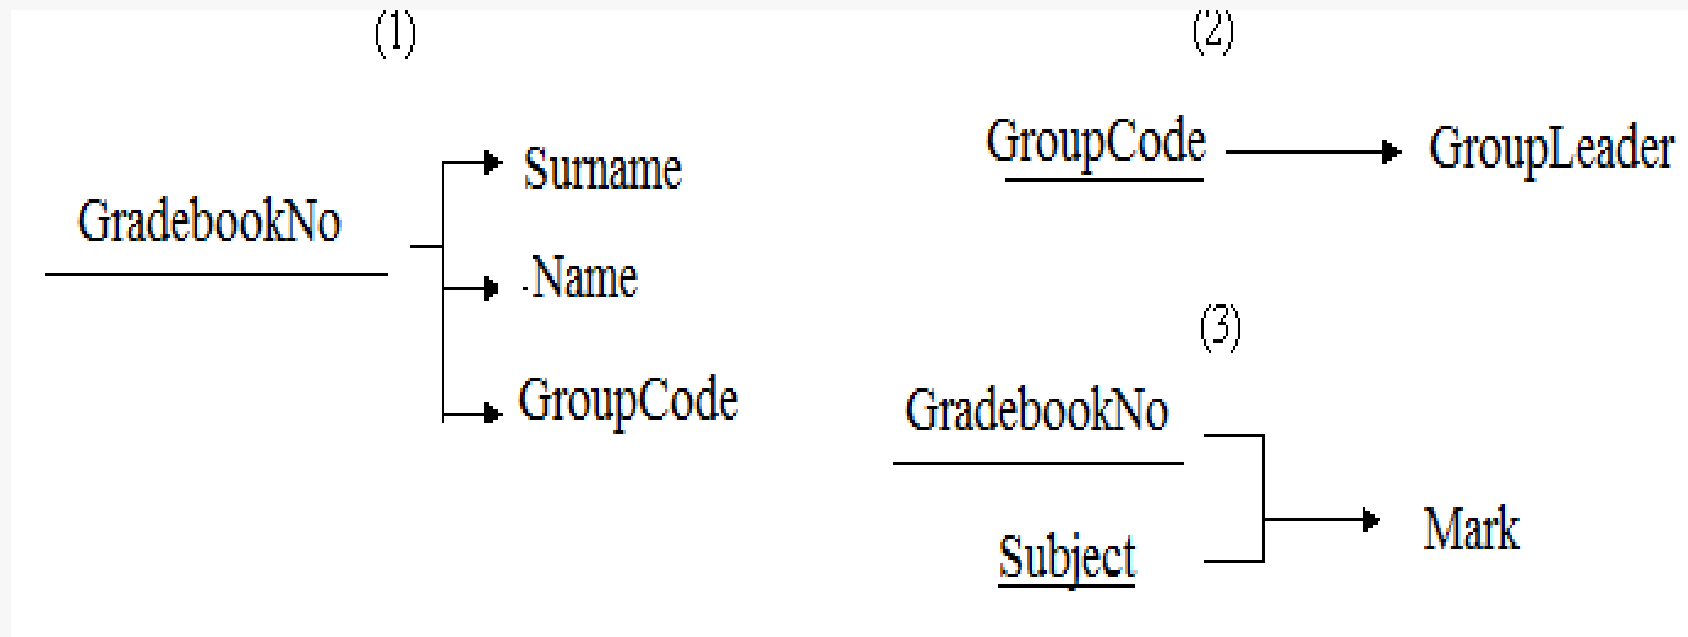 (1)
GradebookNo
Surname
Name
GroupCode
(2)
GroupCode
GroupLeader
(3)
GradebookNo
Subject
Mark